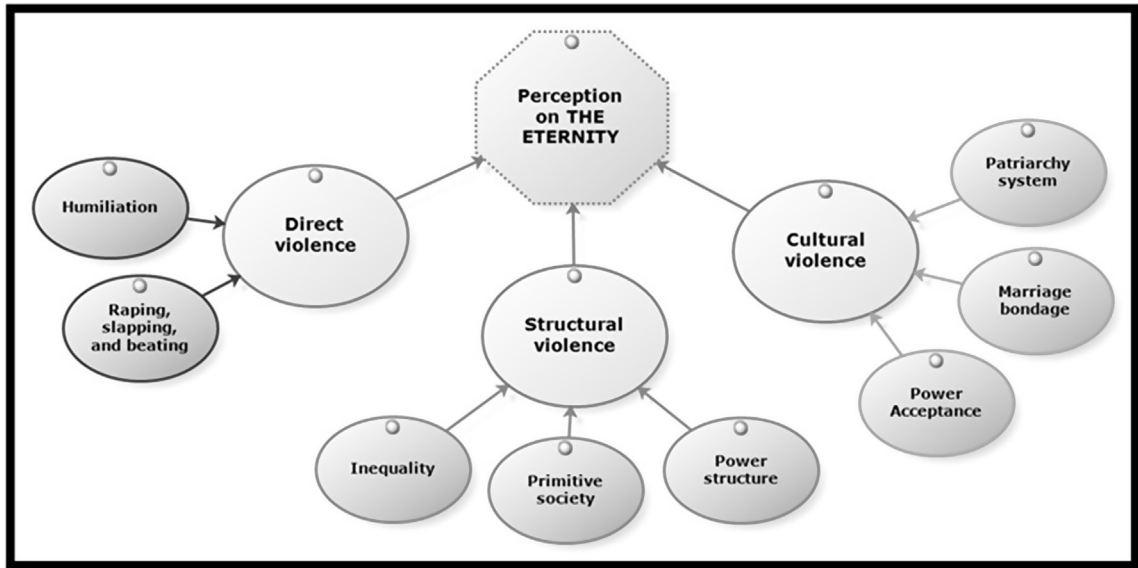 Perception
on THE
ETERNITY
Humiliation
Raping,
slapping,
and beating
Direct
violence
Structural
violence
Inequality
Primitive
society
Power
structure
Cultural
violence
Patriarchy
system
Marriage
bondage
Power
Acceptance